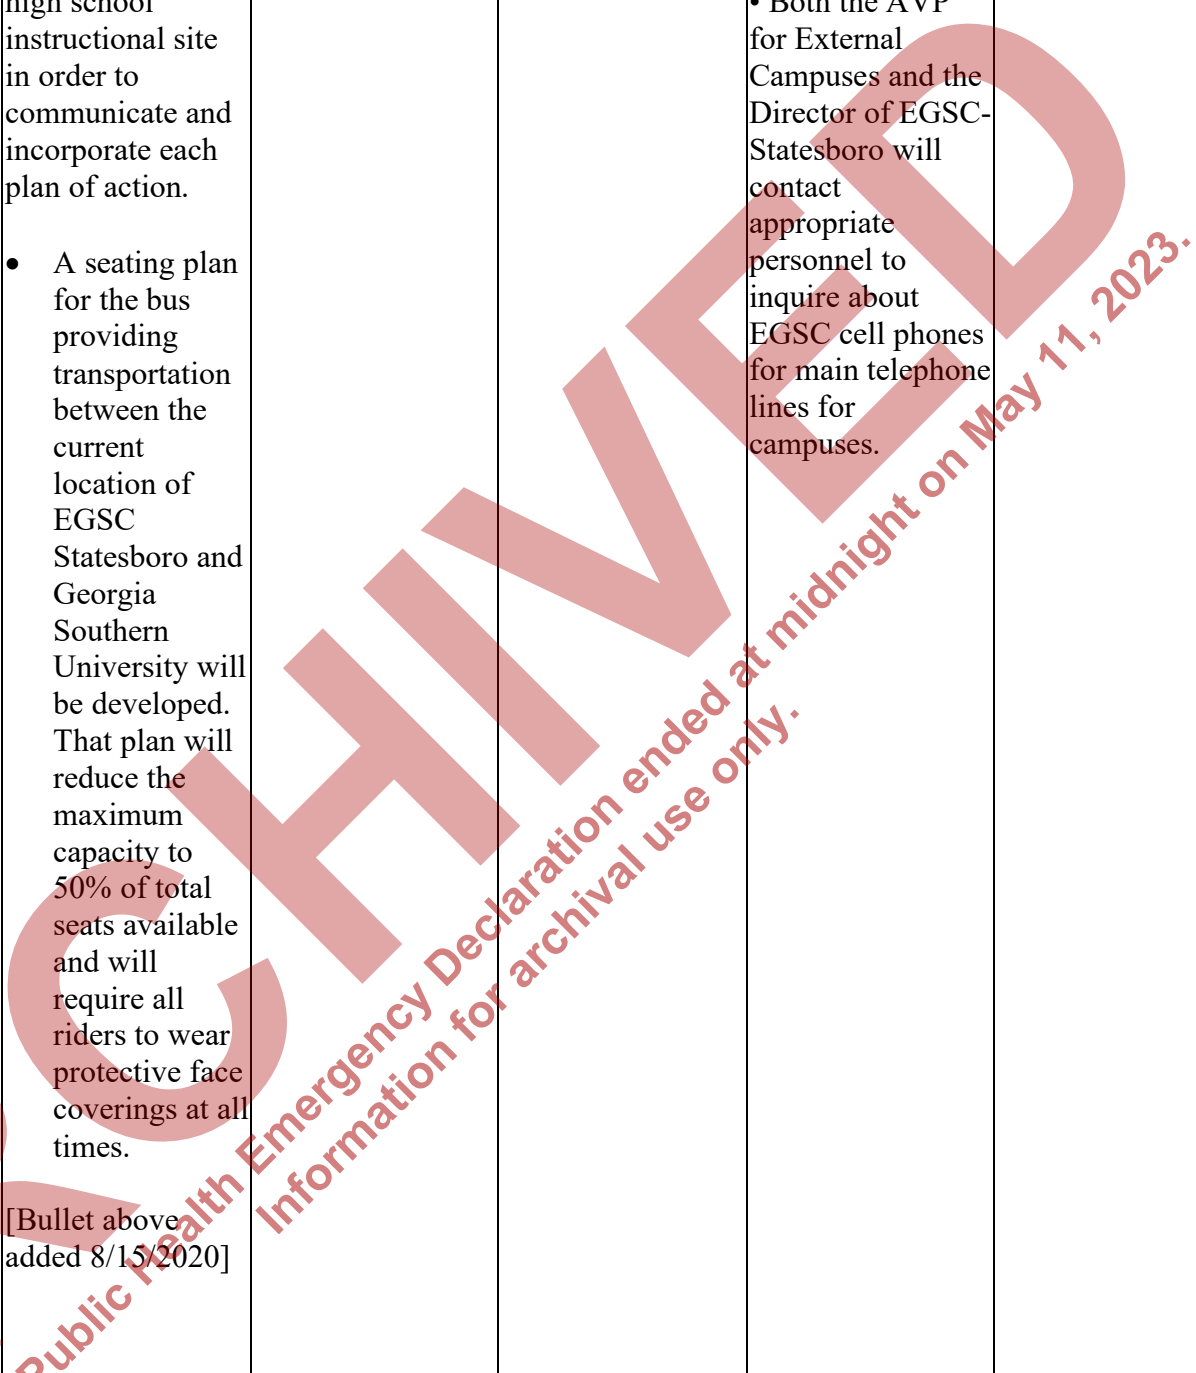 high school
instructional site
in order to
communicate and
incorporate each
plan of action.
• A seating plan
for the bus
providing
transportation
between the
current
location of
EGSC
Statesboro and
Georgia
Southern
University will
be developed.
That plan will
reduce the
maximum
capacity to
50% of total
seats available
and will
require all
riders to wear
protective face
coverings at all
times.
[Bullet above
added 8/15/2020]
• Both the AVP
for External
Campuses and the
Director of EGSC-
Statesboro will
contact
appropriate
personnel to
inquire about
EGSC cell phones
for main telephone
lines for
campuses.
RCHIVED
Public Health Emergency Declaration ended at midnight on May 11, 2023.
Information for archival use only.